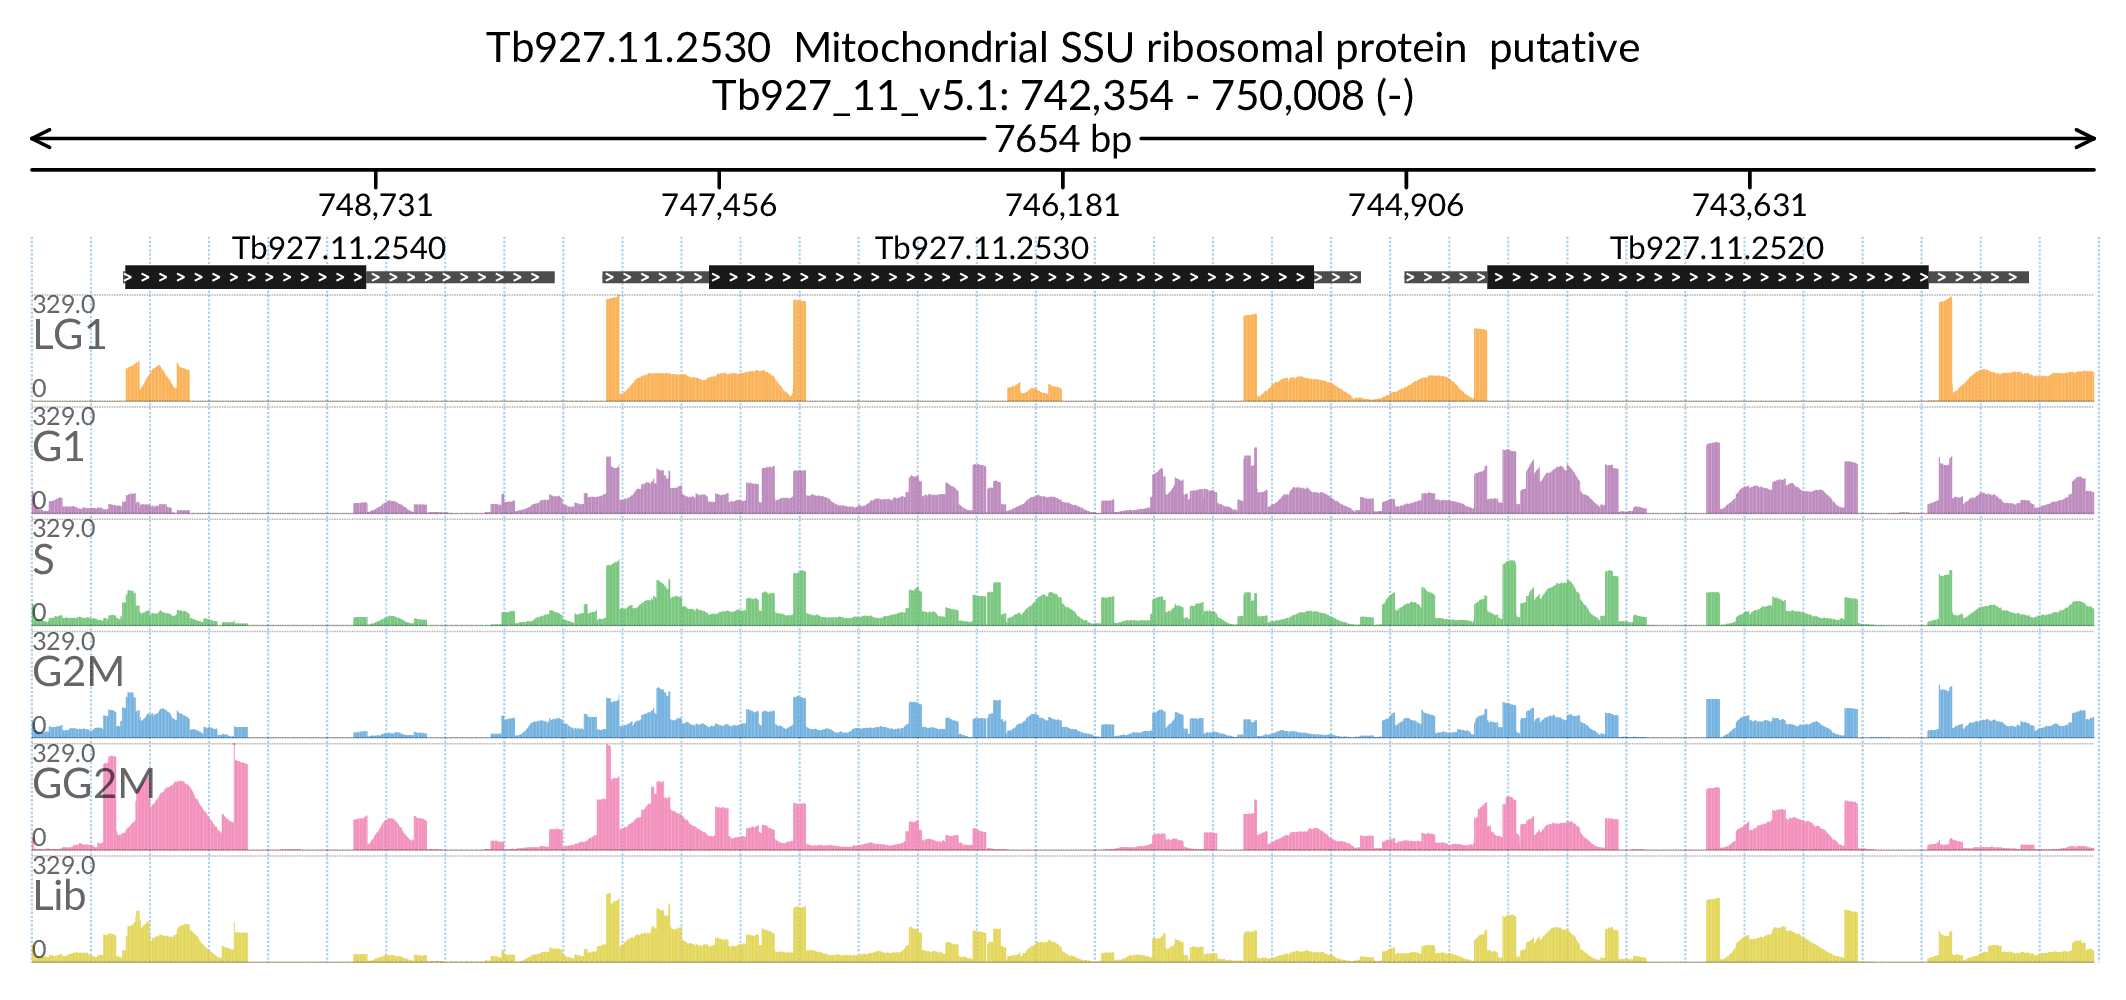 Tb927.11.2530  Mitochondrial SSU ribosomal protein  putative
Tb927_11_v5.1: 742,354 - 750,008 (-)
7654 bp
748,731 747,456 746,181 744,906 743,631
Tb927.11.2540 Tb927.11.2530 Tb927.11.2520
329.0
LG1
0
329.0
G1
0
329.0
S
0
329.0
G2M
0
329.0
GG2M
0
329.0
Lib
0